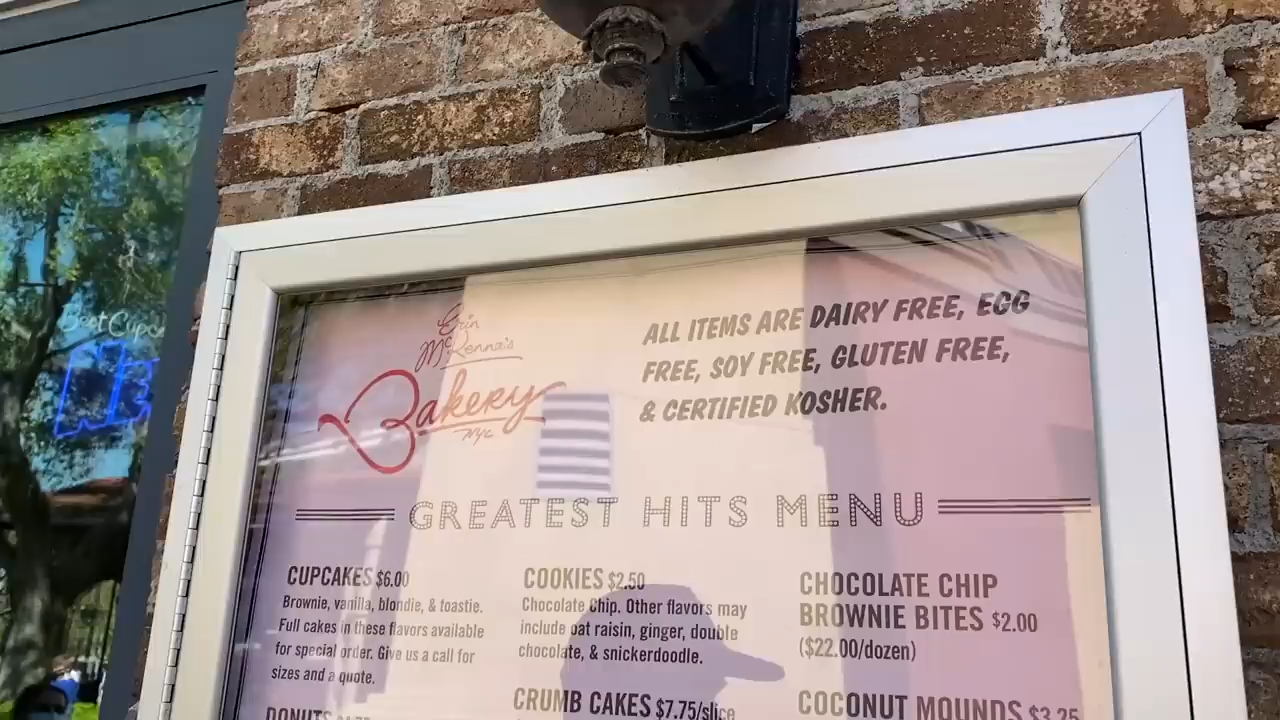 Erin
McKenna's
Bakery
NYC
ALL ITEMS ARE DAIRY FREE, EGG
FREE, SOY FREE, GLUTEN FREE,
& CERTIFIED KOSHER.
GREATEST HITS MENU
CUPCAKES $6.00
Brownie, vanilla, blondie, & toastie.
Full cakes in these flavors available
for special order. Give us a call for
sizes and a quote.
DONUTS
COOKIES $2.50
Chocolate Chip. Other flavors may
include oat raisin, ginger, double
chocolate, & snickerdoodle.
CRUMB CAKES $7.75/slice
CHOCOLATE CHIP
BROWNIE BITES $2.00
($22.00/dozen)
COCONUT MOUNDS $3.25